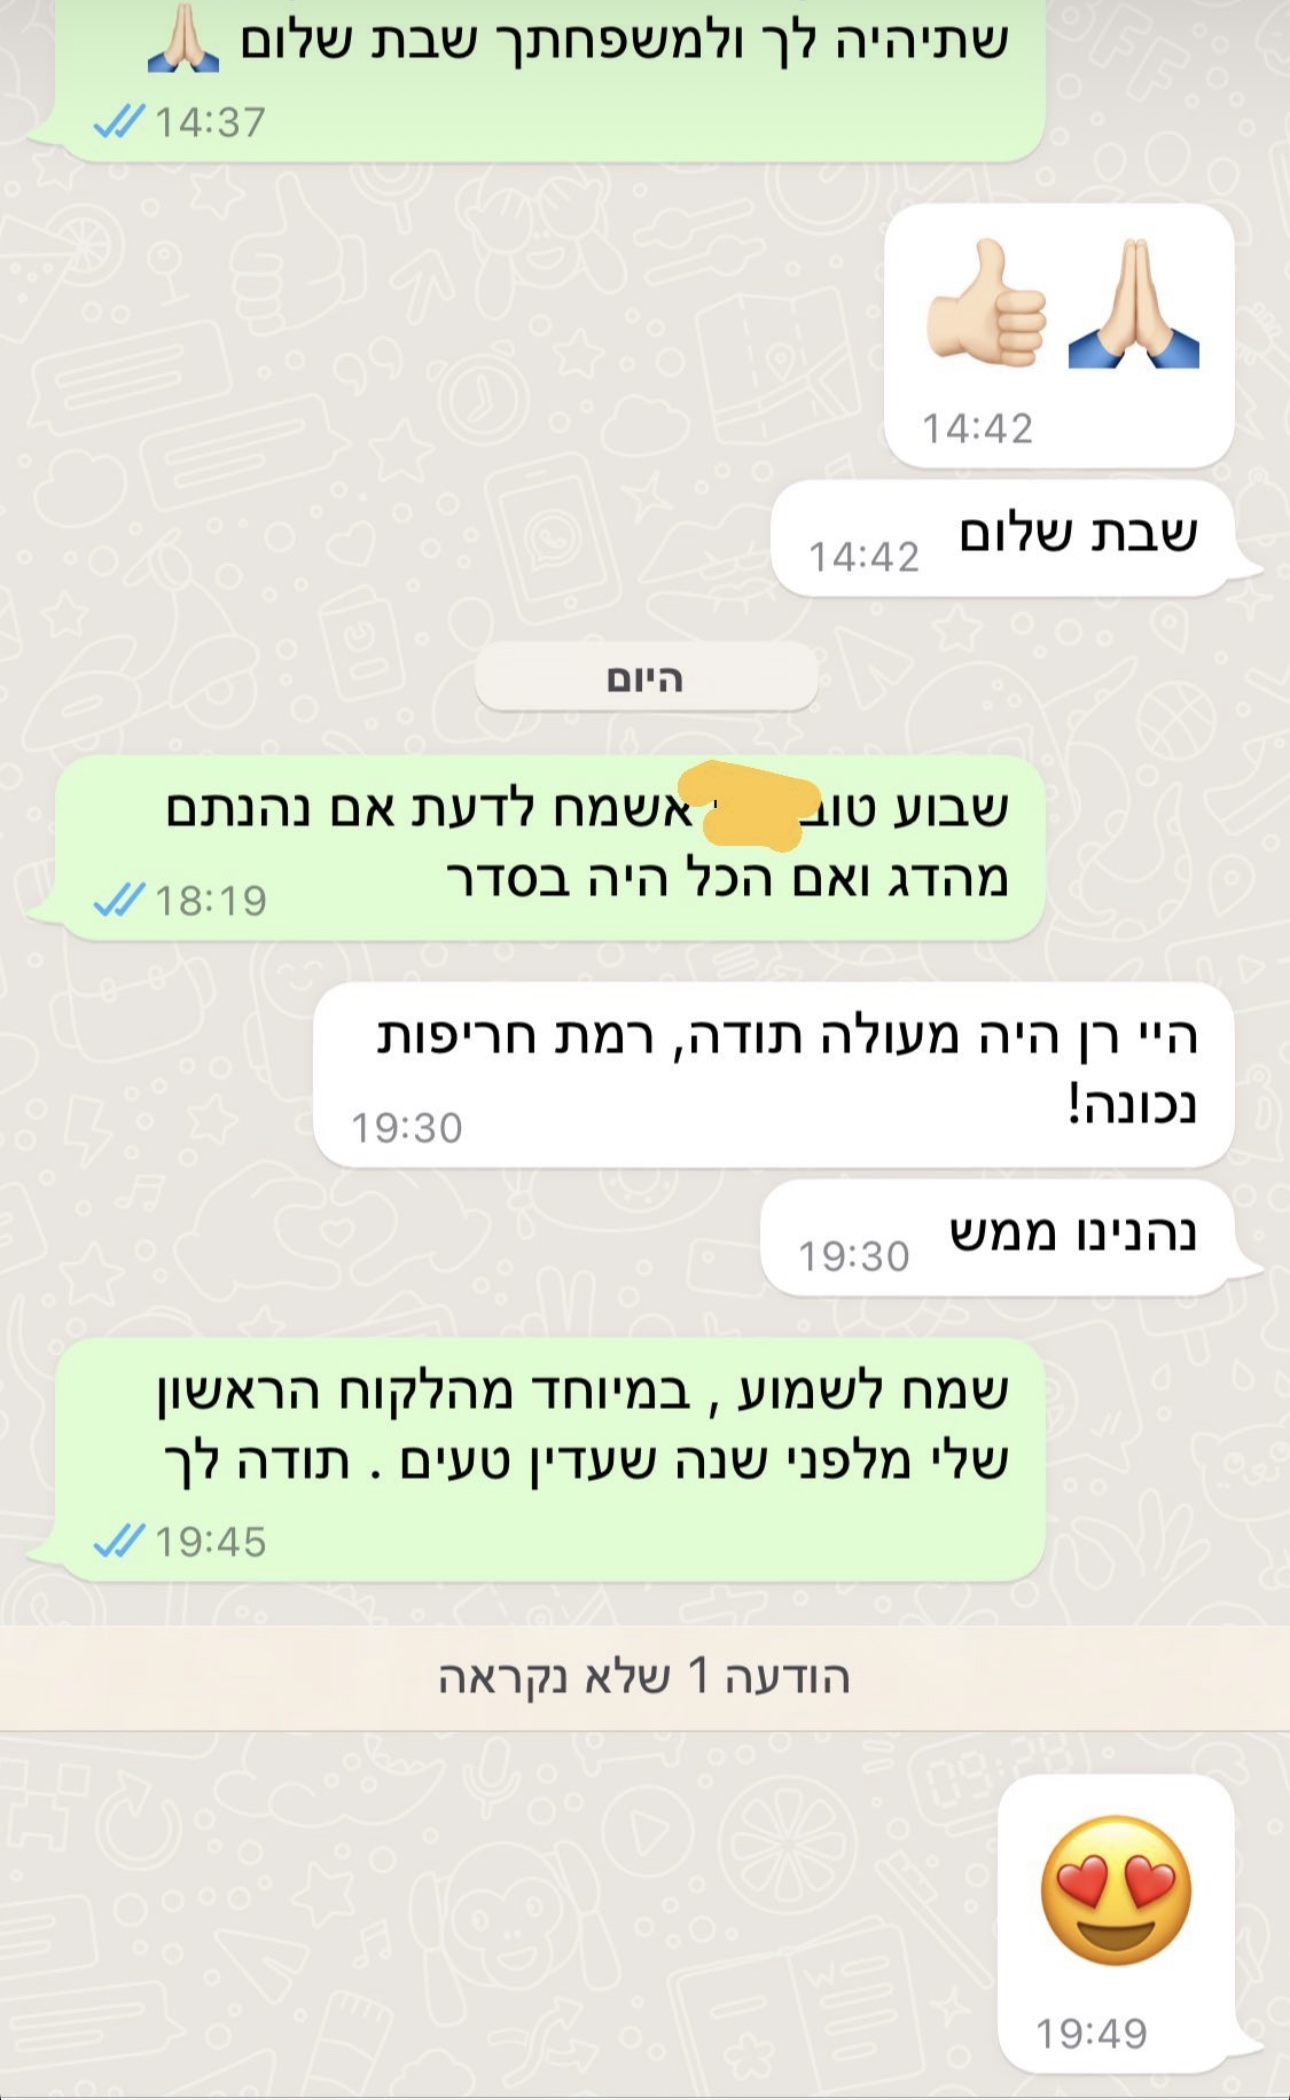 שתיהיה לך ולמשפחתך שבת שלום 🙏🏻
14:37
👍🏻 🙏🏻
14:42
שבת שלום
14:42
היום
שבוע טוב אשמח לדעת אם נהנתם
מהדג ואם הכל היה בסדר
18:19
היי רן היה מעולה תודה, רמת חריפות
נכונה!
19:30
נהנינו ממש
19:30
שמח לשמוע , במיוחד מהלקוח הראשון
שלי מלפני שנה שעדין טעים . תודה לך
19:45
הודעה 1 שלא נקראה
😍
19:49